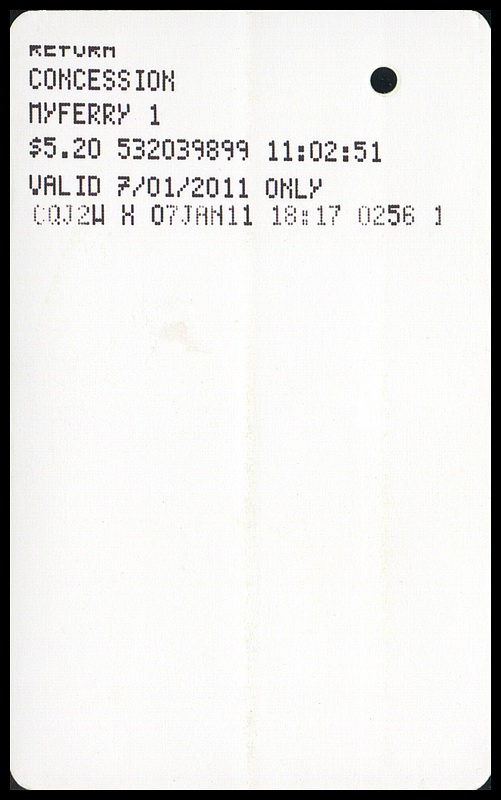 RETURN
CONCESSION
MYFERRY 1
$5.20 532039899 11:02:51
VALID 7/01/2011 ONLY
CQJ2W X 07JAN11 18:17 0256 1